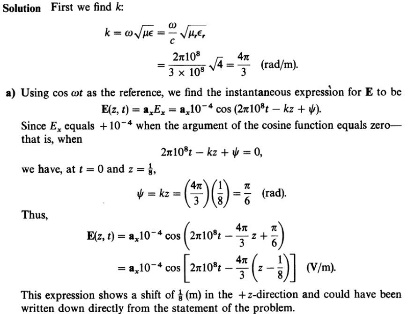 Solution First we find k:
k = ω√με = ω/c √μᵣεᵣ
= 2π10⁸/3 × 10⁸ √4 = 4π/3 (rad/m).
a) Using cos ωt as the reference, we find the instantaneous expression for E to be
E(z, t) = aₓEₓ = aₓ10⁻⁴ cos (2π10⁸t − kz + ψ).
Since Eₓ equals +10⁻⁴ when the argument of the cosine function equals zero—
that is, when
2π10⁸t − kz + ψ = 0,
we have, at t = 0 and z = ⅛,
ψ = kz = (4π/3)(1/8) = π/6 (rad).
Thus,
E(z, t) = aₓ10⁻⁴ cos (2π10⁸t − 4π/3 z + π/6)
= aₓ10⁻⁴ cos [2π10⁸t − 4π/3 (z − 1/8)] (V/m).
This expression shows a shift of ⅛ (m) in the +z-direction and could have been
written down directly from the statement of the problem.